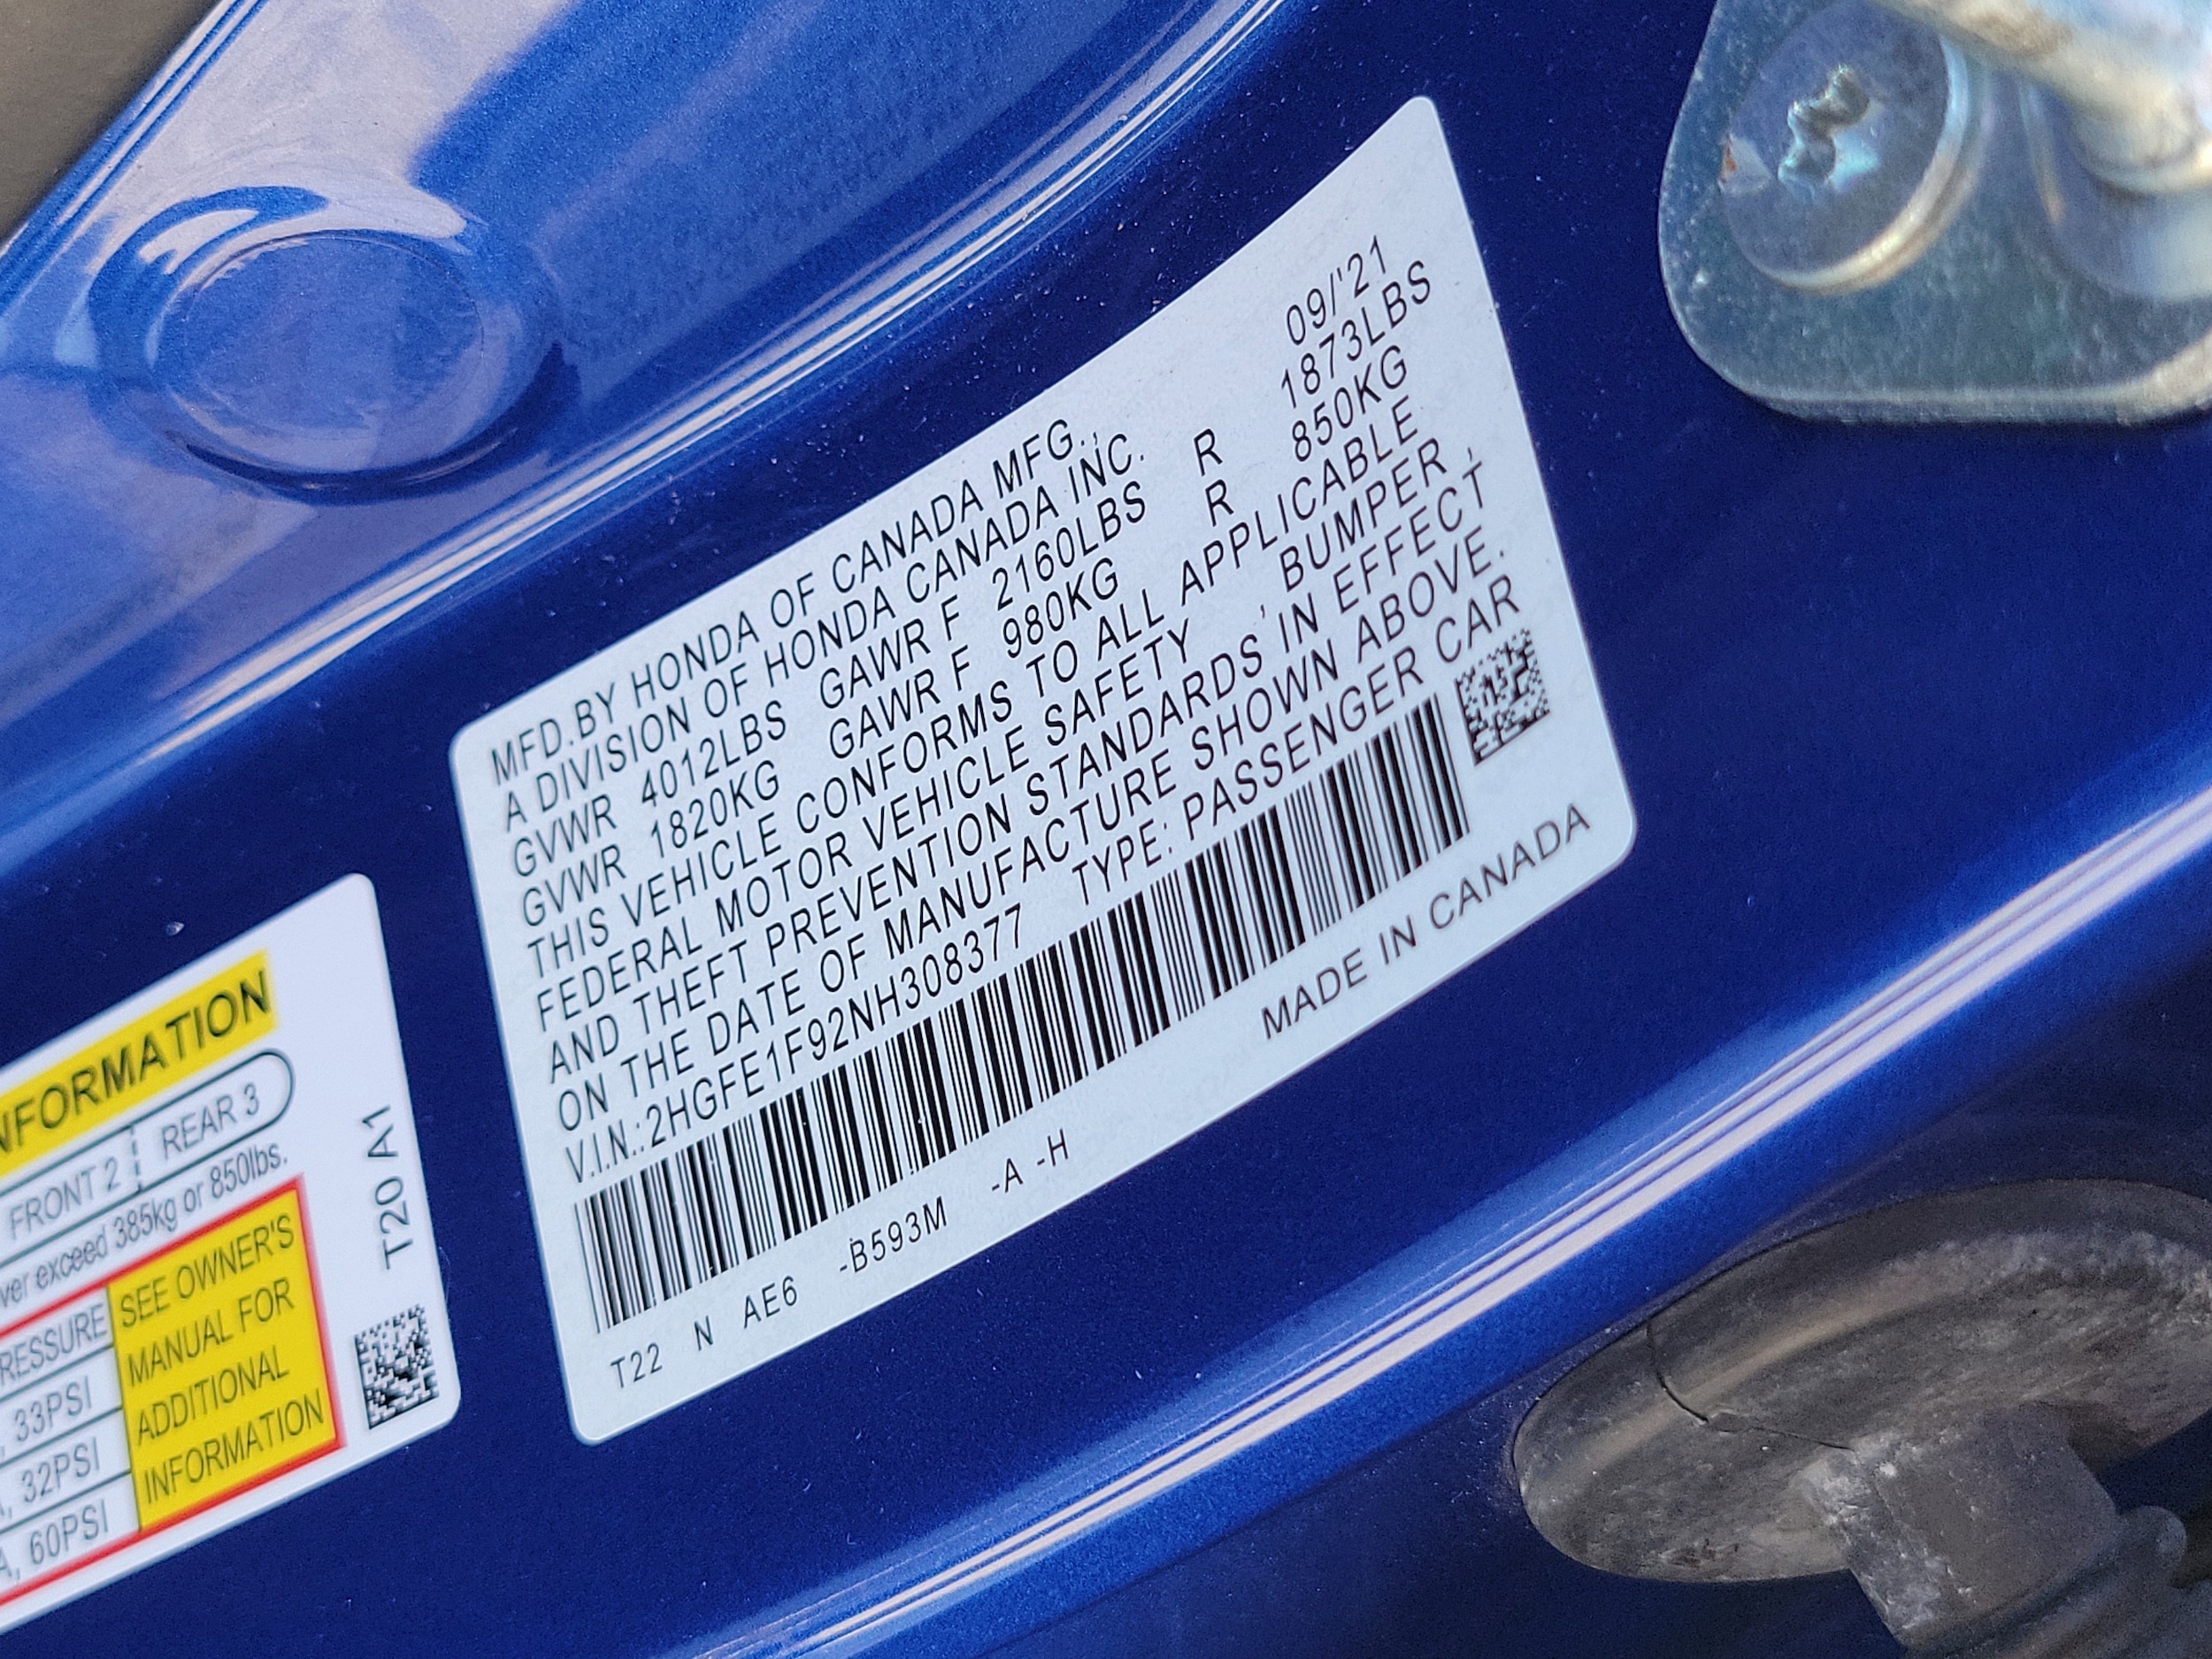 MFD.BY HONDA OF CANADA MFG., 09/'21
A DIVISION OF HONDA CANADA INC.
GVWR 4012LBS GAWR F 2160LBS R 1873LBS
GVWR 1820KG GAWR F 980KG R 850KG
THIS VEHICLE CONFORMS TO ALL APPLICABLE
FEDERAL MOTOR VEHICLE SAFETY , BUMPER ,
AND THEFT PREVENTION STANDARDS IN EFFECT
ON THE DATE OF MANUFACTURE SHOWN ABOVE.
V.I.N.:2HGFE1F92NH308377 TYPE: PASSENGER CAR
MADE IN CANADA
T22 N AE6 -B593M -A -H
NFORMATION
FRONT 2 REAR 3
ver exceed 385kg or 850lbs.
RESSURE
33PSI
, 32PSI
, 60PSI
SEE OWNER'S
MANUAL FOR
ADDITIONAL
INFORMATION
T20 A1